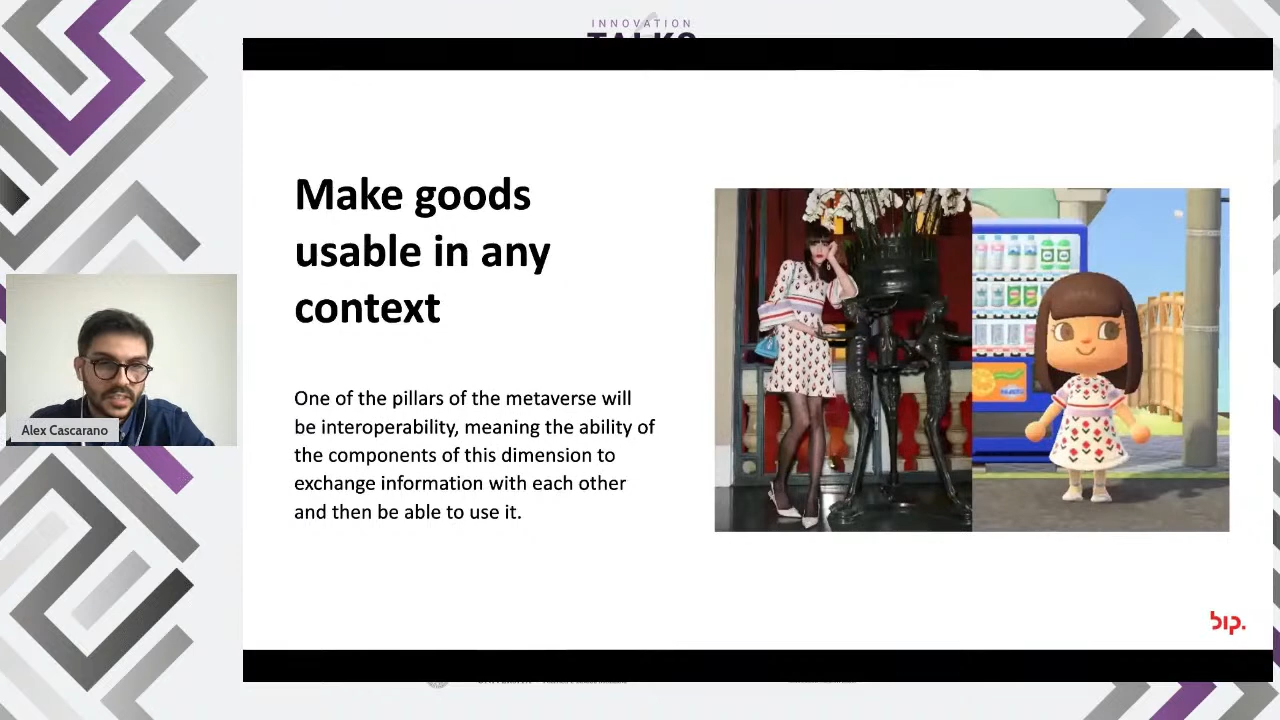 INNOVATION
TALKS
Make goods
usable in any
context
One of the pillars of the metaverse will
be interoperability, meaning the ability of
the components of this dimension to
exchange information with each other
and then be able to use it.
Alex Cascarano
bip.